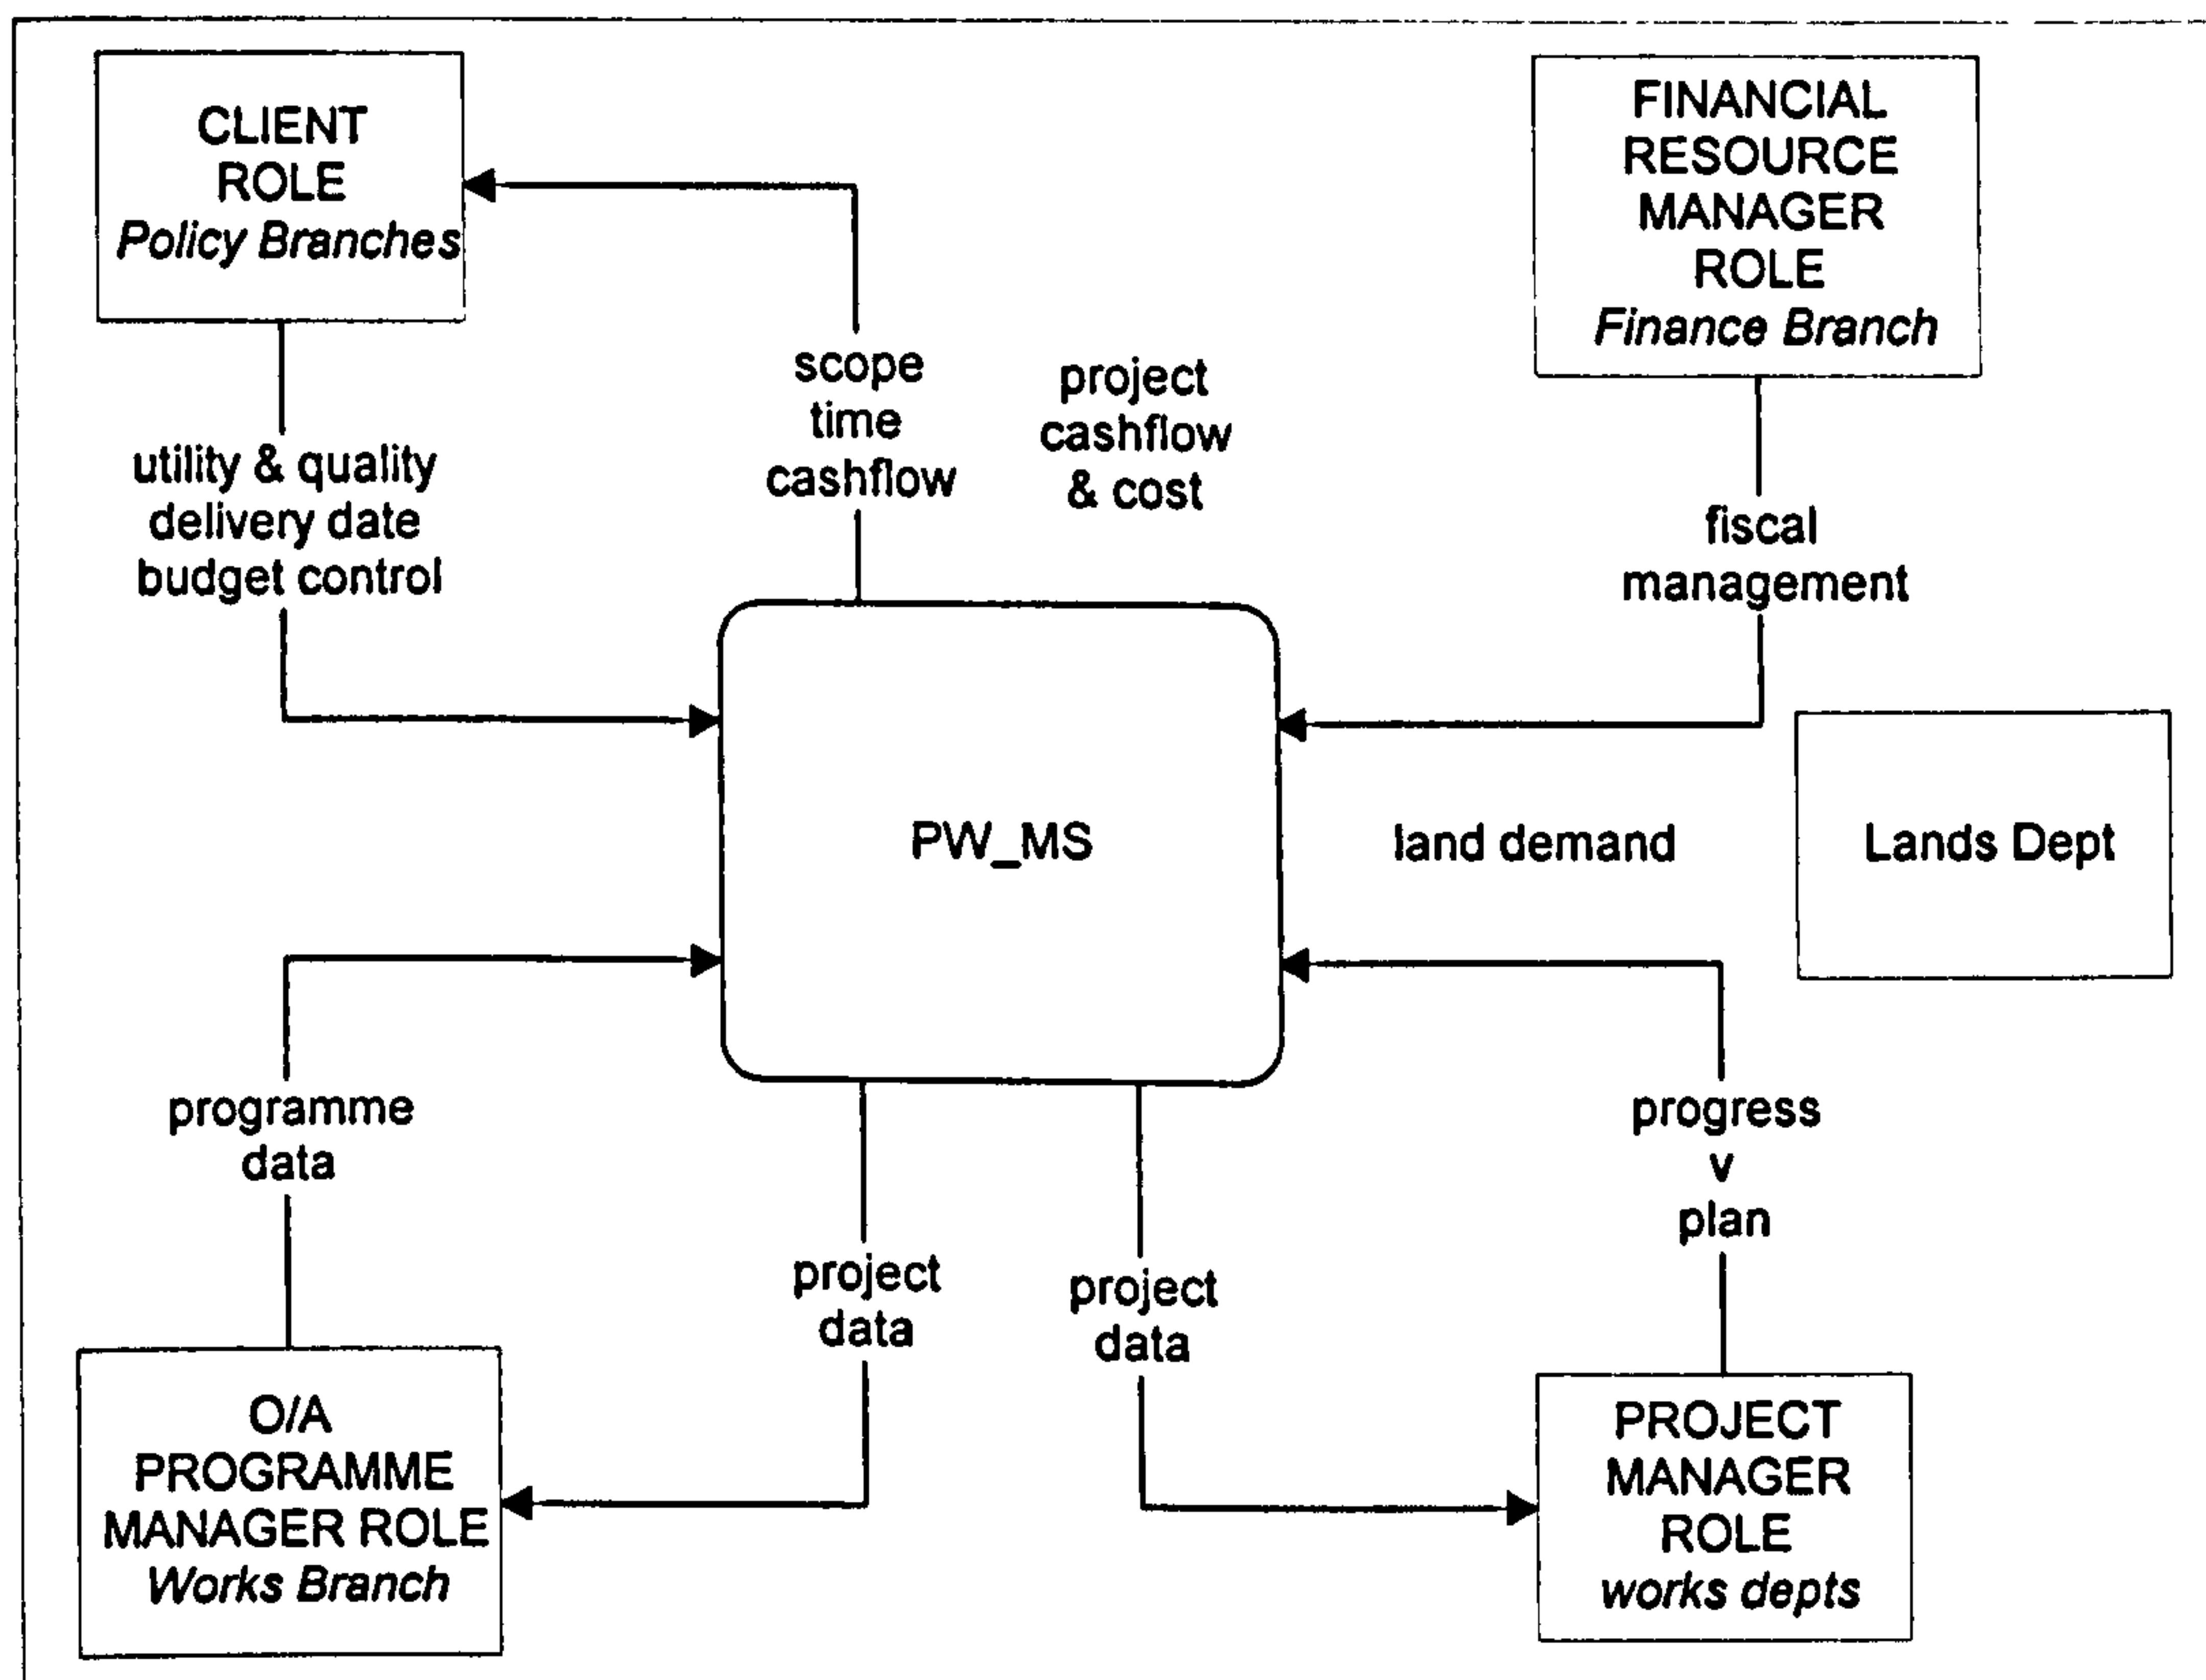 CLIENT
ROLE
Policy Branches
FINANCIAL
RESOURCE
MANAGER
ROLE
Finance Branch
scope
time
cashflow
project
cashflow
& cost
utility & quality
delivery date
budget control
fiscal
management
PW_MS
land demand
Lands Dept
programme
data
project
data
project
data
progress
v
plan
O/A
PROGRAMME
MANAGER ROLE
Works Branch
PROJECT
MANAGER
ROLE
works depts